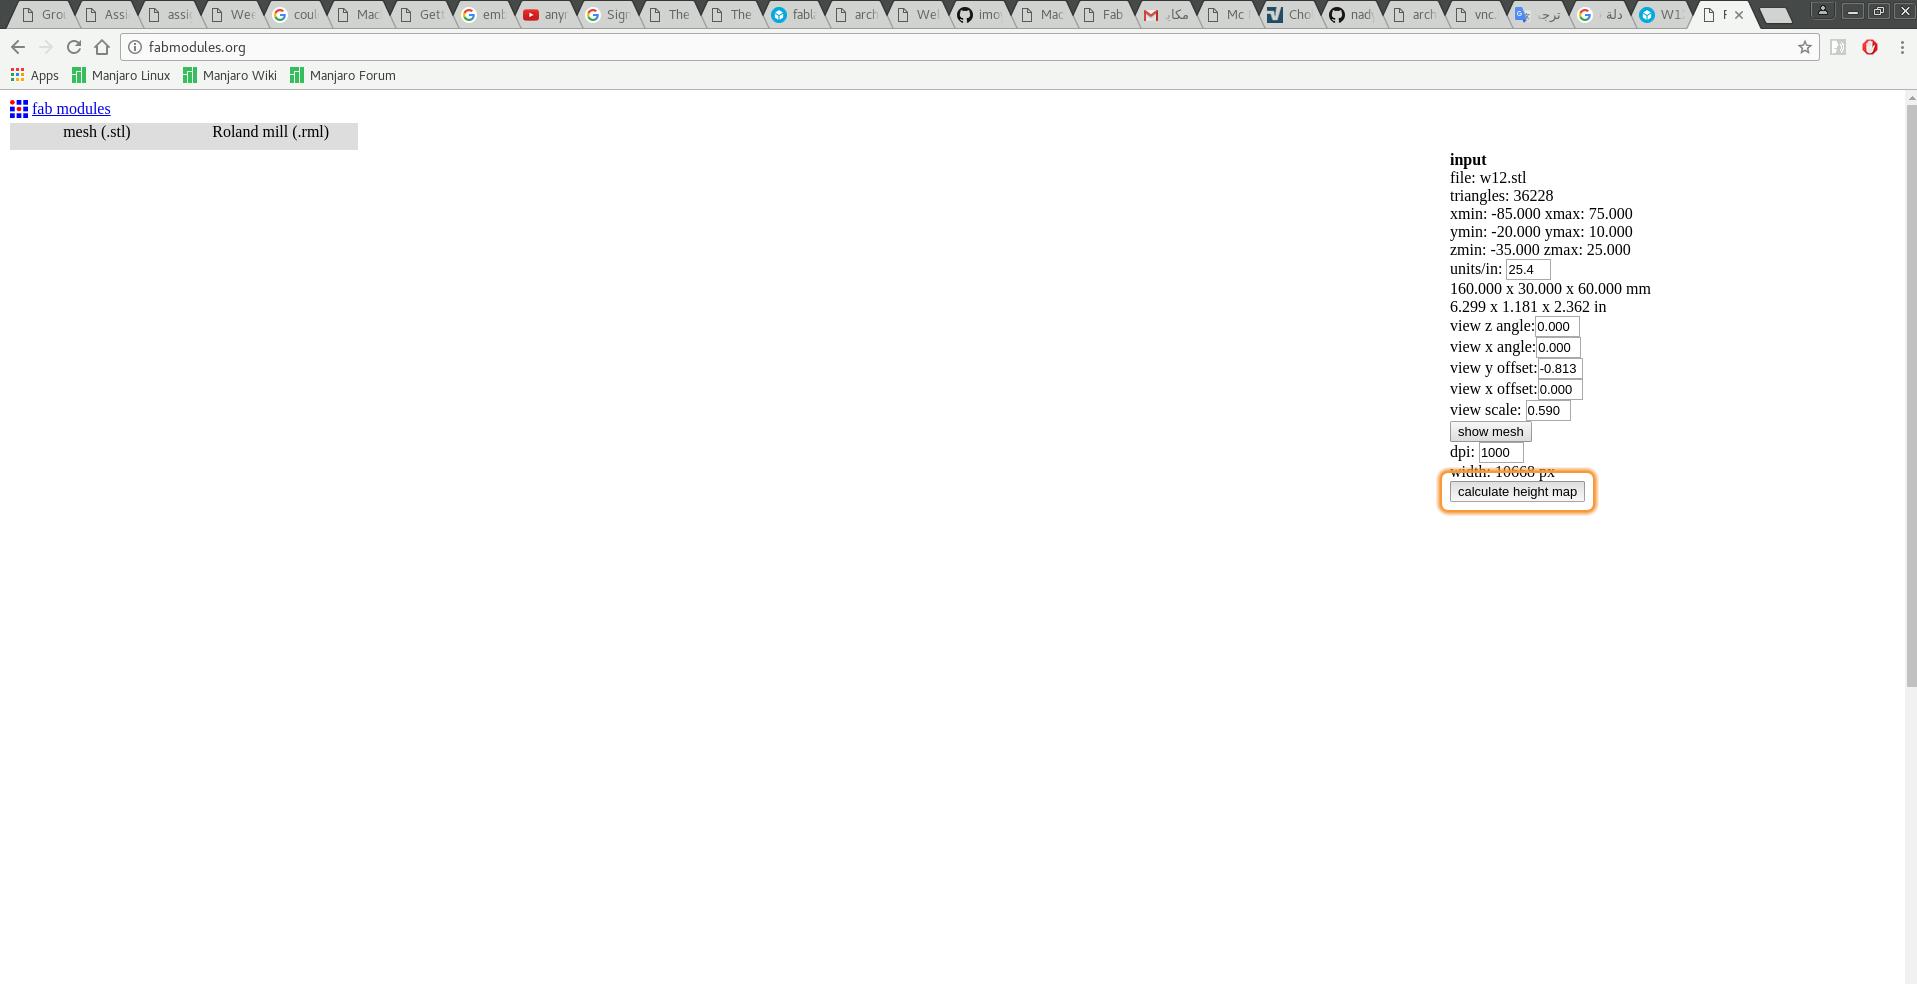 Grou Assi assi Wee coul Mac Gett emb anyn Sign The The fabl arch Wel imo Mac Fab مكاي Mc Cho nad arch vnc. ترجـ دلة W1 F
fabmodules.org
Apps Manjaro Linux Manjaro Wiki Manjaro Forum
fab modules
mesh (.stl) Roland mill (.rml)
input
file: w12.stl
triangles: 36228
xmin: -85.000 xmax: 75.000
ymin: -20.000 ymax: 10.000
zmin: -35.000 zmax: 25.000
units/in: 25.4
160.000 x 30.000 x 60.000 mm
6.299 x 1.181 x 2.362 in
view z angle: 0.000
view x angle: 0.000
view y offset: -0.813
view x offset: 0.000
view scale: 0.590
show mesh
dpi: 1000
width: 10668 px
calculate height map